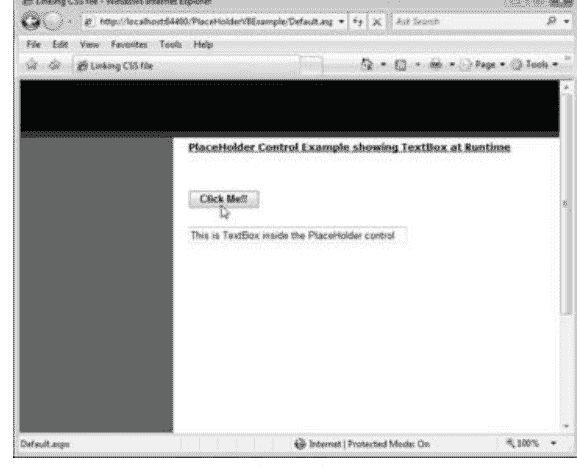 Linking CSS file - Windows Internet Explorer
http://localhost:64460/PlaceHolderVBExample/Default.asp
Ask Search
File Edit View Favorites Tools Help
Linking CSS file
Page Tools
PlaceHolder Control Example showing TextBox at Runtime
Click Me!!
This is TextBox inside the PlaceHolder control
Default.aspx
Internet | Protected Mode: On
100%